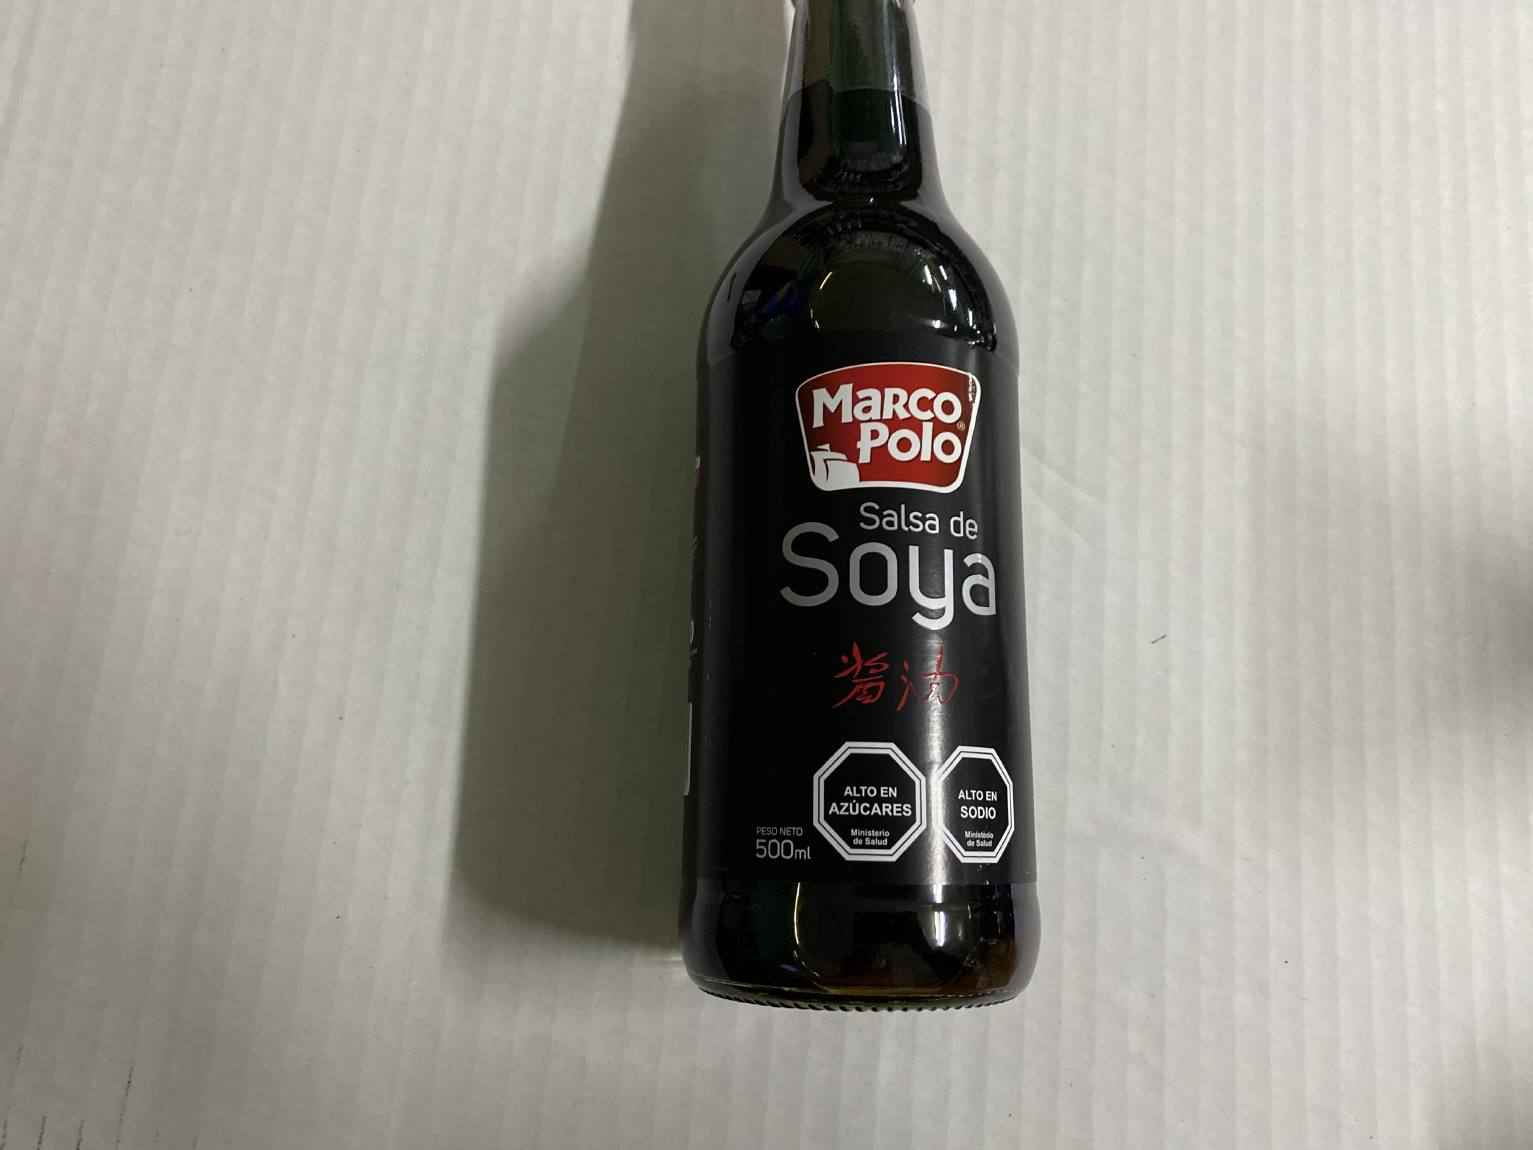 MARCO
POLO®
Salsa de
Soya
醤油
ALTO EN
AZÚCARES
Ministerio
de Salud
ALTO EN
SODIO
Ministerio
de Salud
PESO NETO
500ml